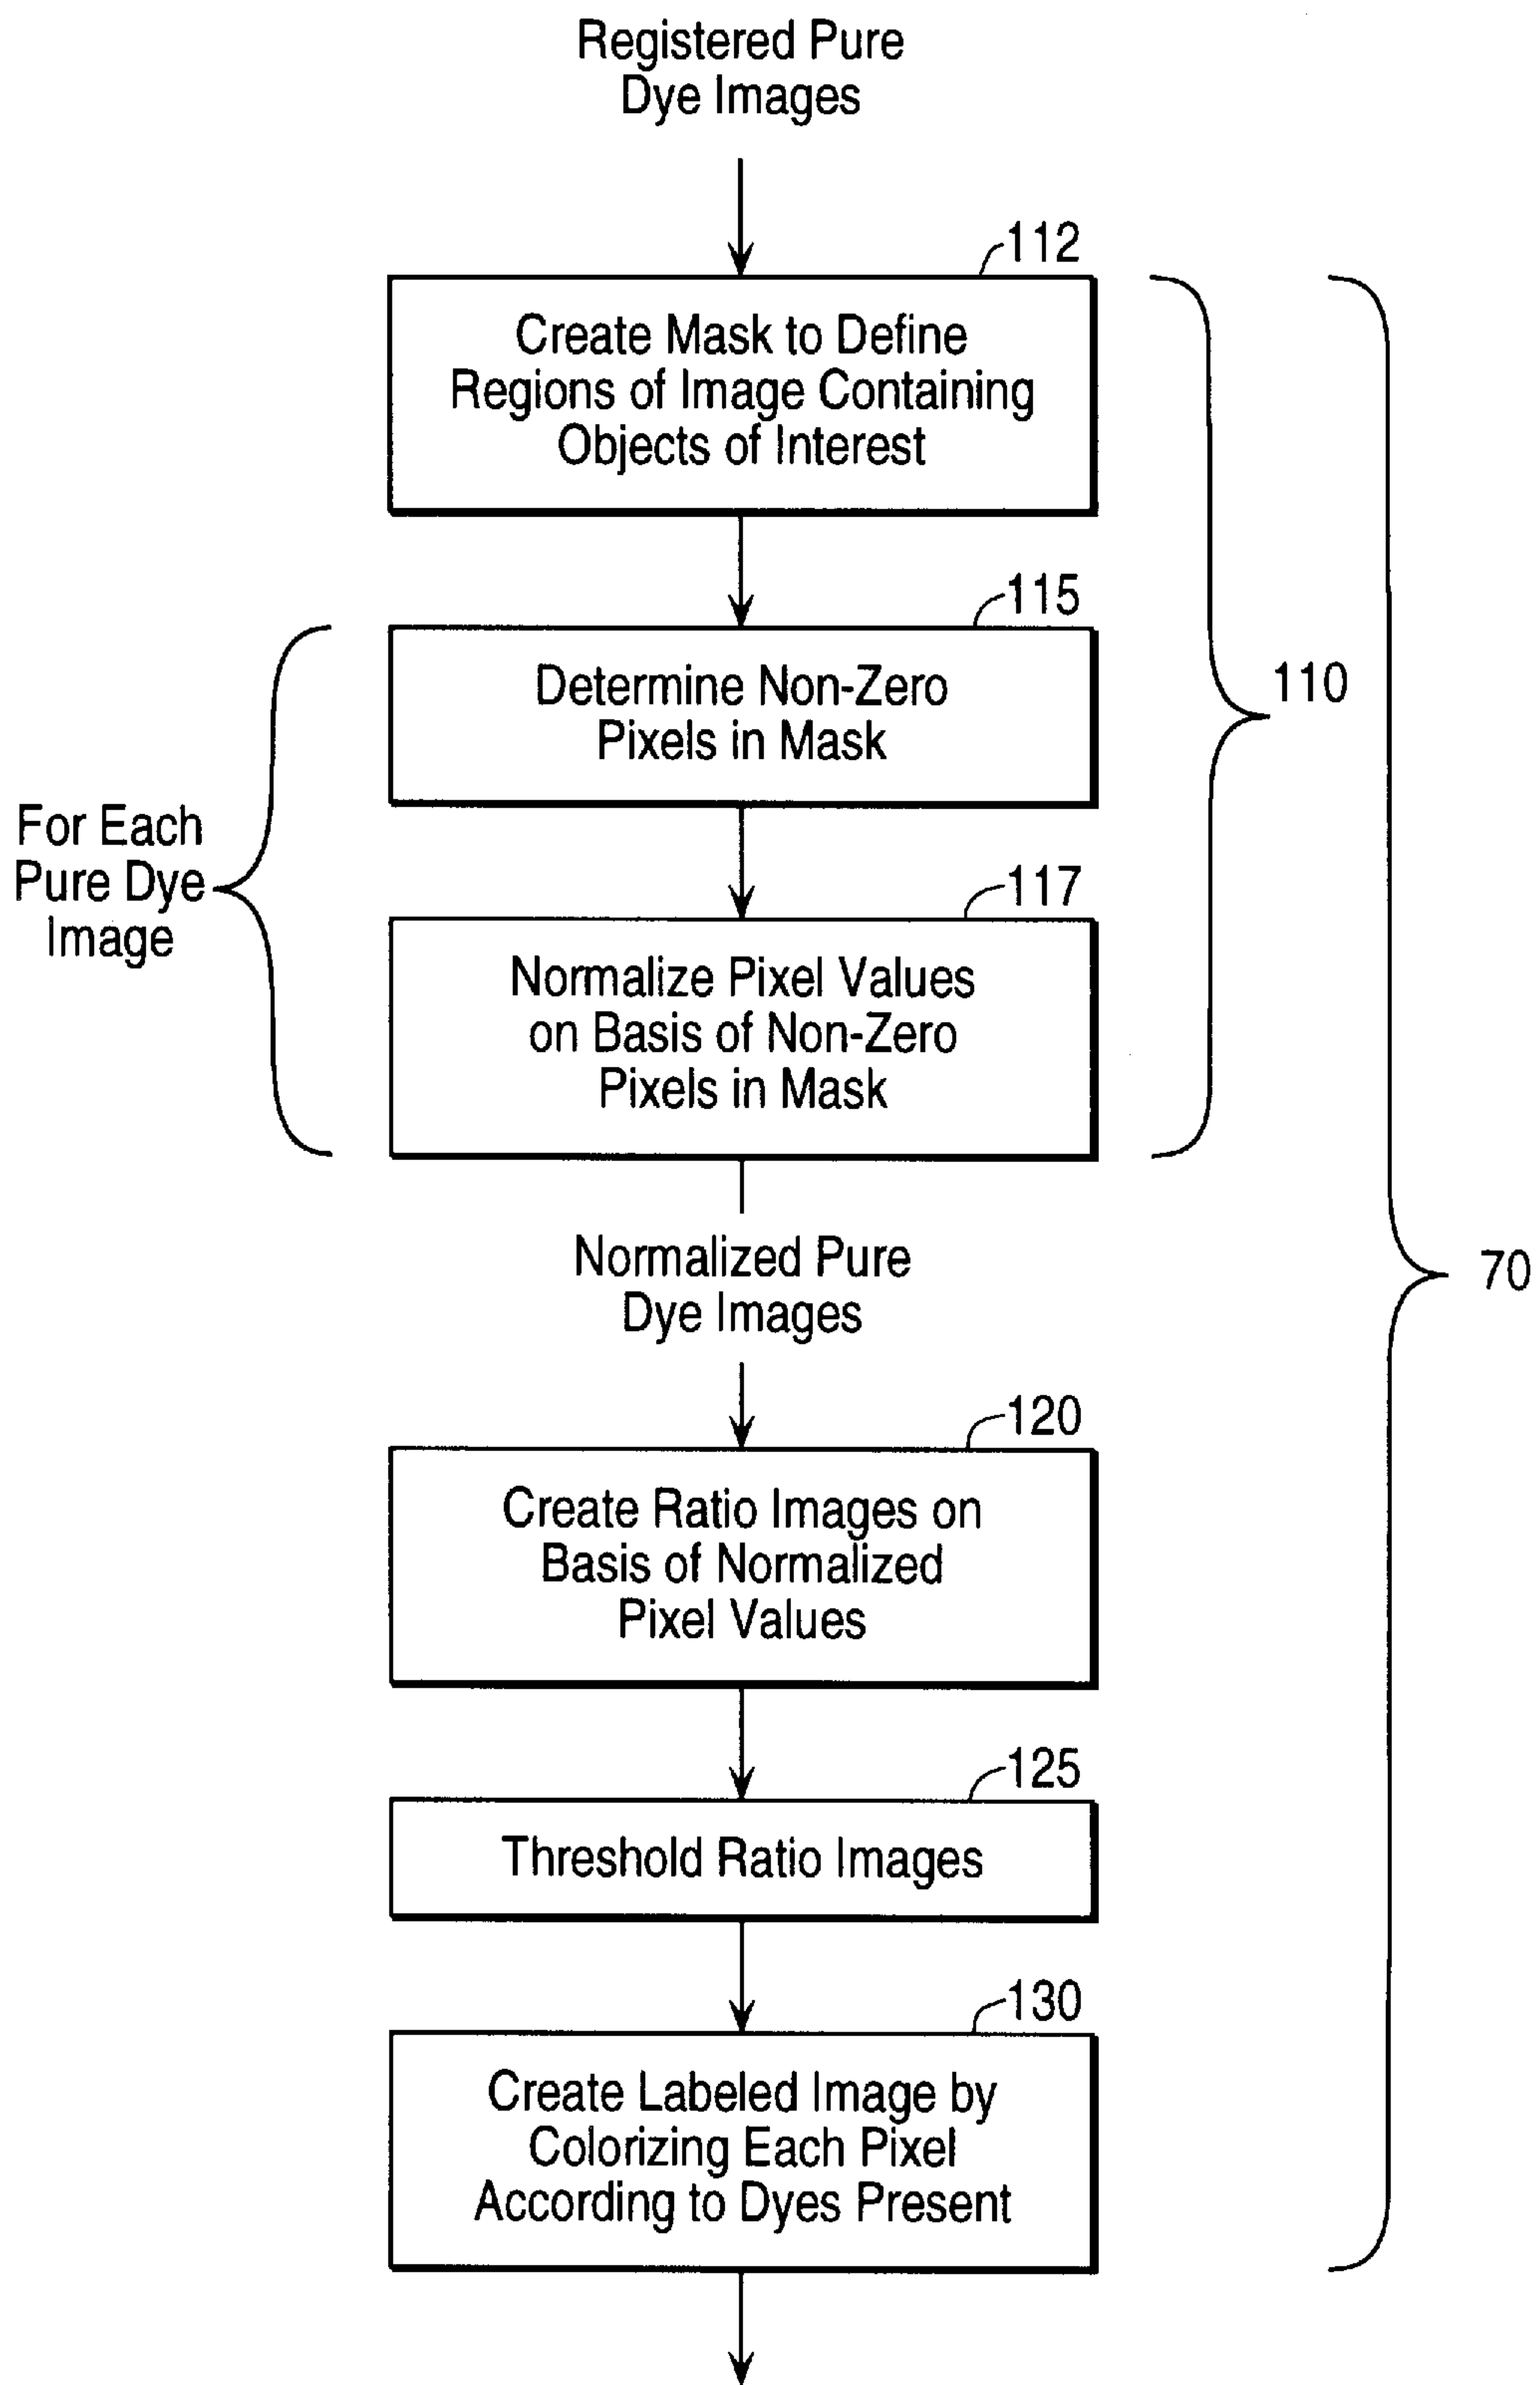 Registered Pure
Dye Images
112
Create Mask to Define
Regions of Image Containing
Objects of Interest
115
Determine Non-Zero
Pixels in Mask
110
For Each
Pure Dye
Image
117
Normalize Pixel Values
on Basis of Non-Zero
Pixels in Mask
Normalized Pure
Dye Images
70
120
Create Ratio Images on
Basis of Normalized
Pixel Values
125
Threshold Ratio Images
130
Create Labeled Image by
Colorizing Each Pixel
According to Dyes Present